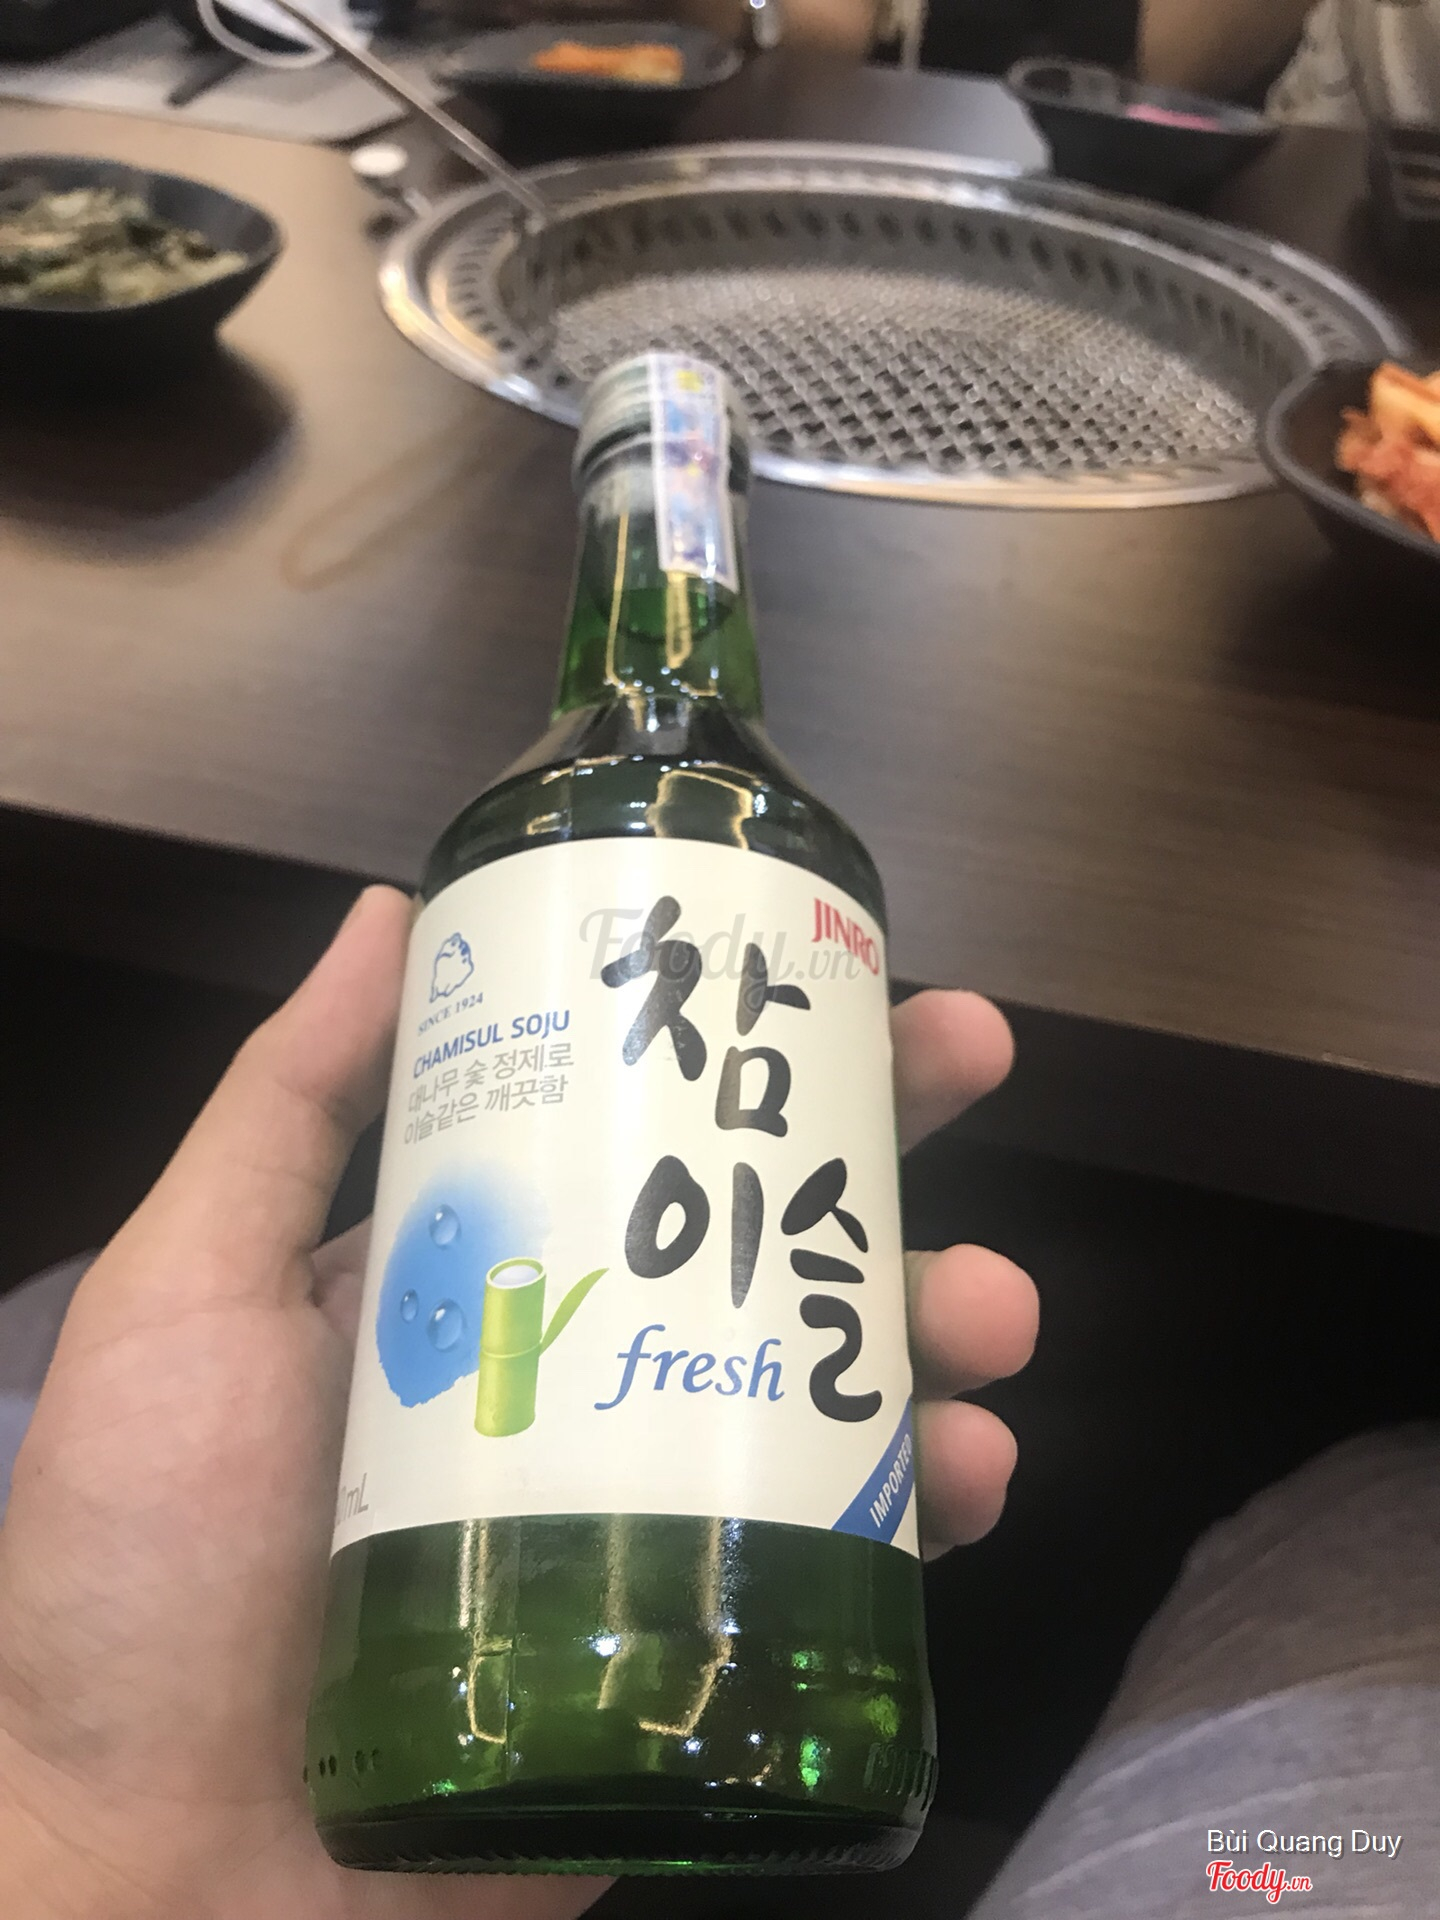 JINRO
SINCE 1924
CHAMISUL SOJU
대나무 숯 정제로
이슬같은 깨끗함
참
이슬
fresh
IMPORTED
mL
Foody.vn
Bùi Quang Duy
Foody.vn